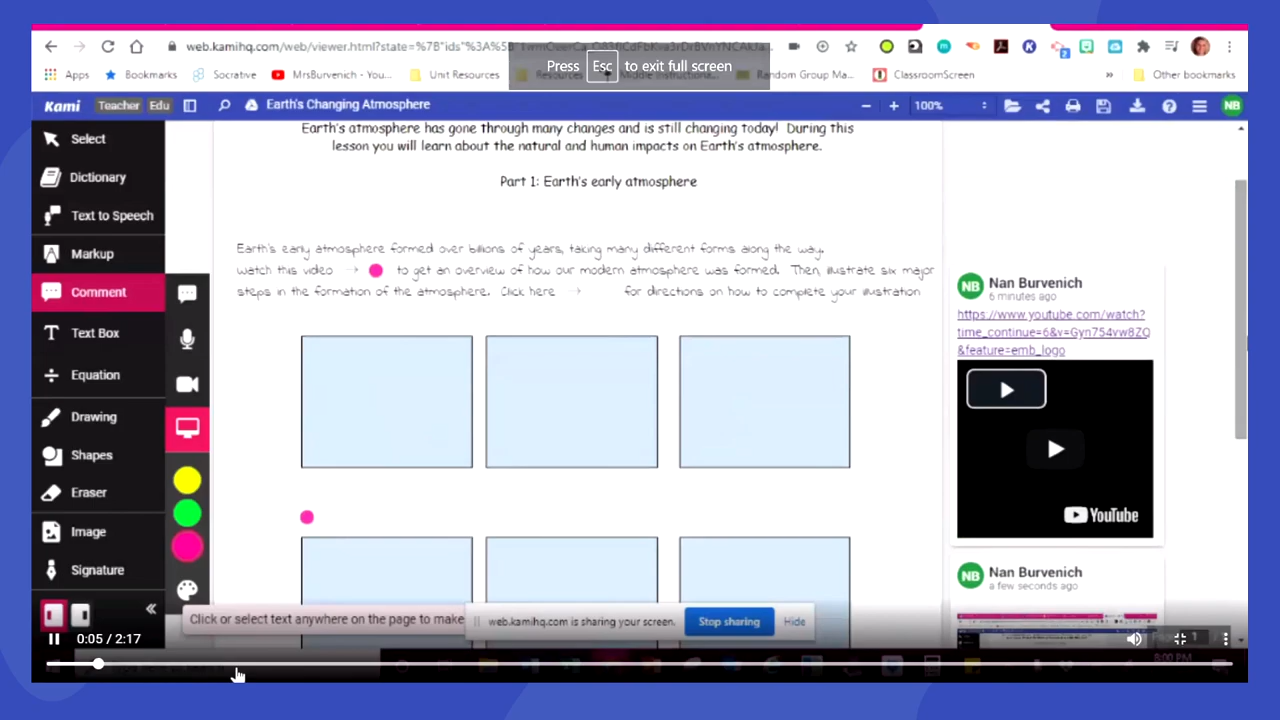 web.kamihq.com/web/viewer.html?state=%7B"ids"%3A%5B
Press Esc to exit full screen
Apps Bookmarks Socrative MrsBurvenich - You... Unit Resources Resources Middle Instructiona... Random Group Ma... ClassroomScreen » Other bookmarks
Kami Teacher Edu Earth's Changing Atmosphere 100% NB
Select
Dictionary
Text to Speech
Markup
Comment
Text Box
Equation
Drawing
Shapes
Eraser
Image
Signature
Earth's atmosphere has gone through many changes and is still changing today! During this
lesson you will learn about the natural and human impacts on Earth's atmosphere.
Part 1: Earth's early atmosphere
Earth's early atmosphere formed over billions of years, taking many different forms along the way.
watch this video → to get an overview of how our modern atmosphere was formed. Then, illustrate six major
steps in the formation of the atmosphere. Click here → for directions on how to complete your illustration
NB Nan Burvenich
6 minutes ago
https://www.youtube.com/watch?
time_continue=6&v=Gyn754vw8ZQ
&feature=emb_logo
YouTube
NB Nan Burvenich
a few seconds ago
Click or select text anywhere on the page to make
web.kamihq.com is sharing your screen. Stop sharing Hide
0:05 / 2:17
8:00 PM